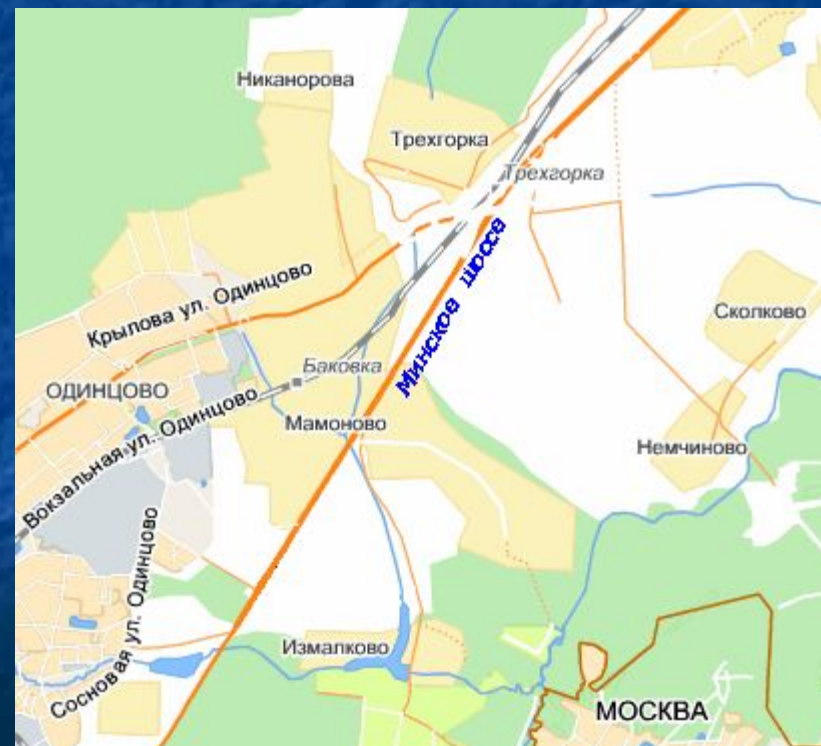 Никанорова
Трехгорка
Трехгорка
Минское шоссе
Крылова ул. Одинцово
Сколково
Баковка
ОДИНЦОВО
Вокзальная ул. Одинцово
Мамоново
Немчиново
Сосновая ул. Одинцово
Измалково
МОСКВА